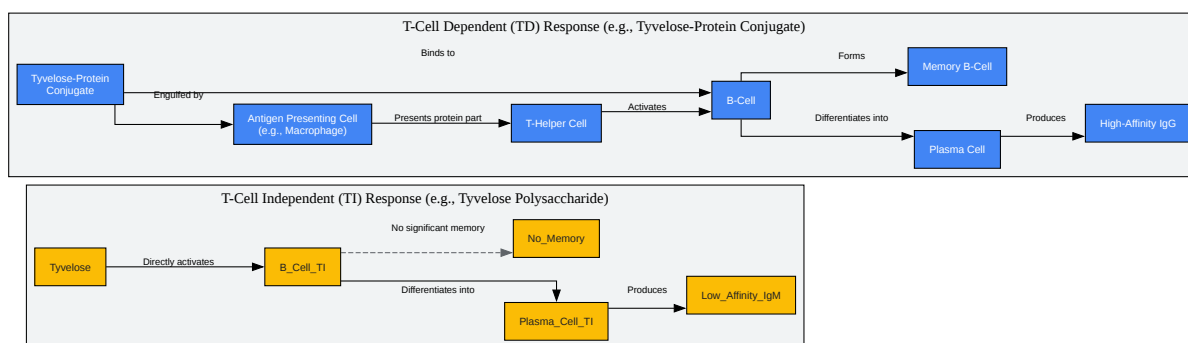 T-Cell Dependent (TD) Response (e.g., Tyvelose-Protein Conjugate)
Tyvelose-Protein
Conjugate
Binds to
Engulfed by
Antigen Presenting Cell
(e.g., Macrophage)
Presents protein part
T-Helper Cell
Activates
B-Cell
Forms
Memory B-Cell
Differentiates into
Plasma Cell
Produces
High-Affinity IgG
T-Cell Independent (TI) Response (e.g., Tyvelose Polysaccharide)
Tyvelose
Directly activates
B_Cell_TI
No significant memory
No_Memory
Differentiates into
Plasma_Cell_TI
Produces
Low_Affinity_IgM